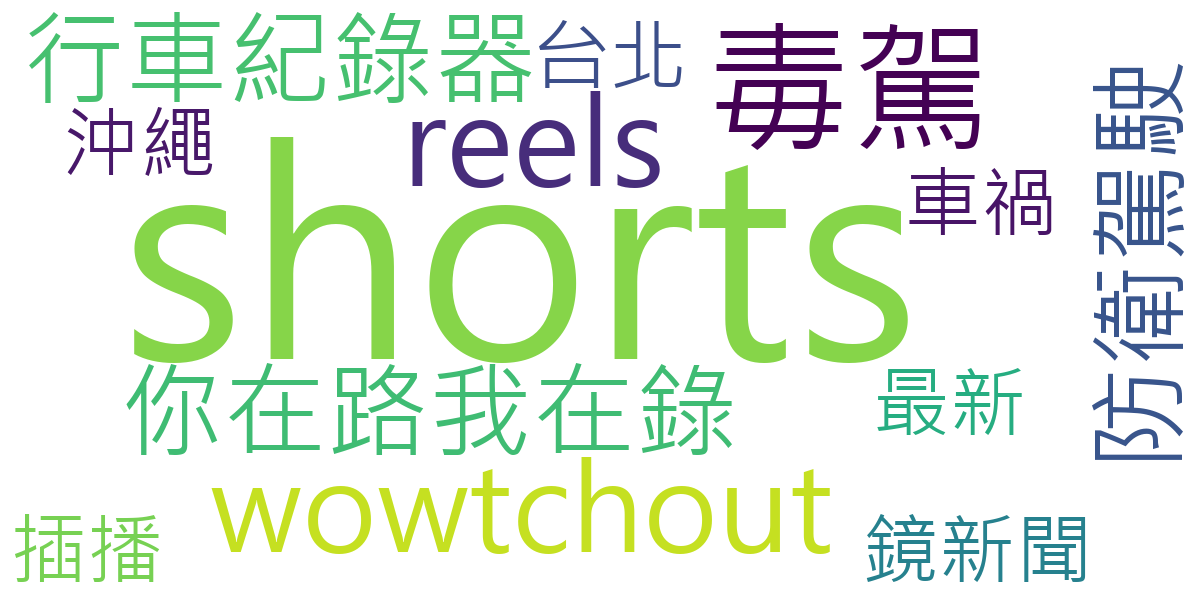 行車紀錄器
台北
毒駕
沖繩
reels
車禍
防衛駕駛
shorts
你在路我在錄
最新
wowtchout
插播
鏡新聞